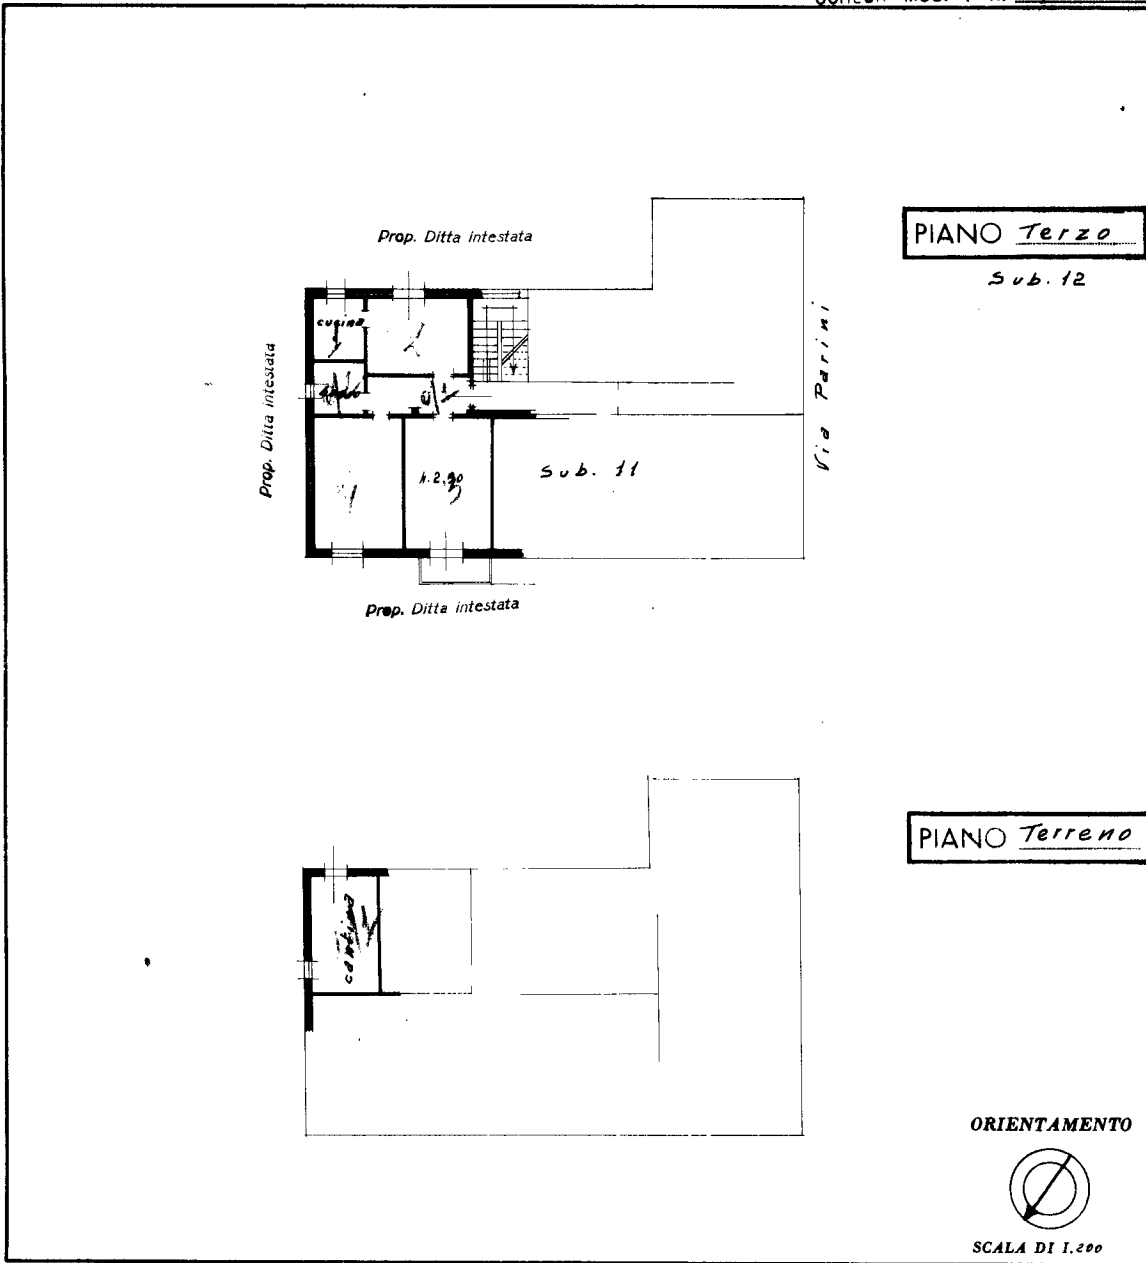 Prop. Ditta intestata
PIANO Terzo
Sub. 12
cucina
Prop. Ditta intestata
Via Parini
h. 2,90
Sub. 11
Prop. Ditta intestata
PIANO Terreno
cantina
ORIENTAMENTO
SCALA DI 1.200